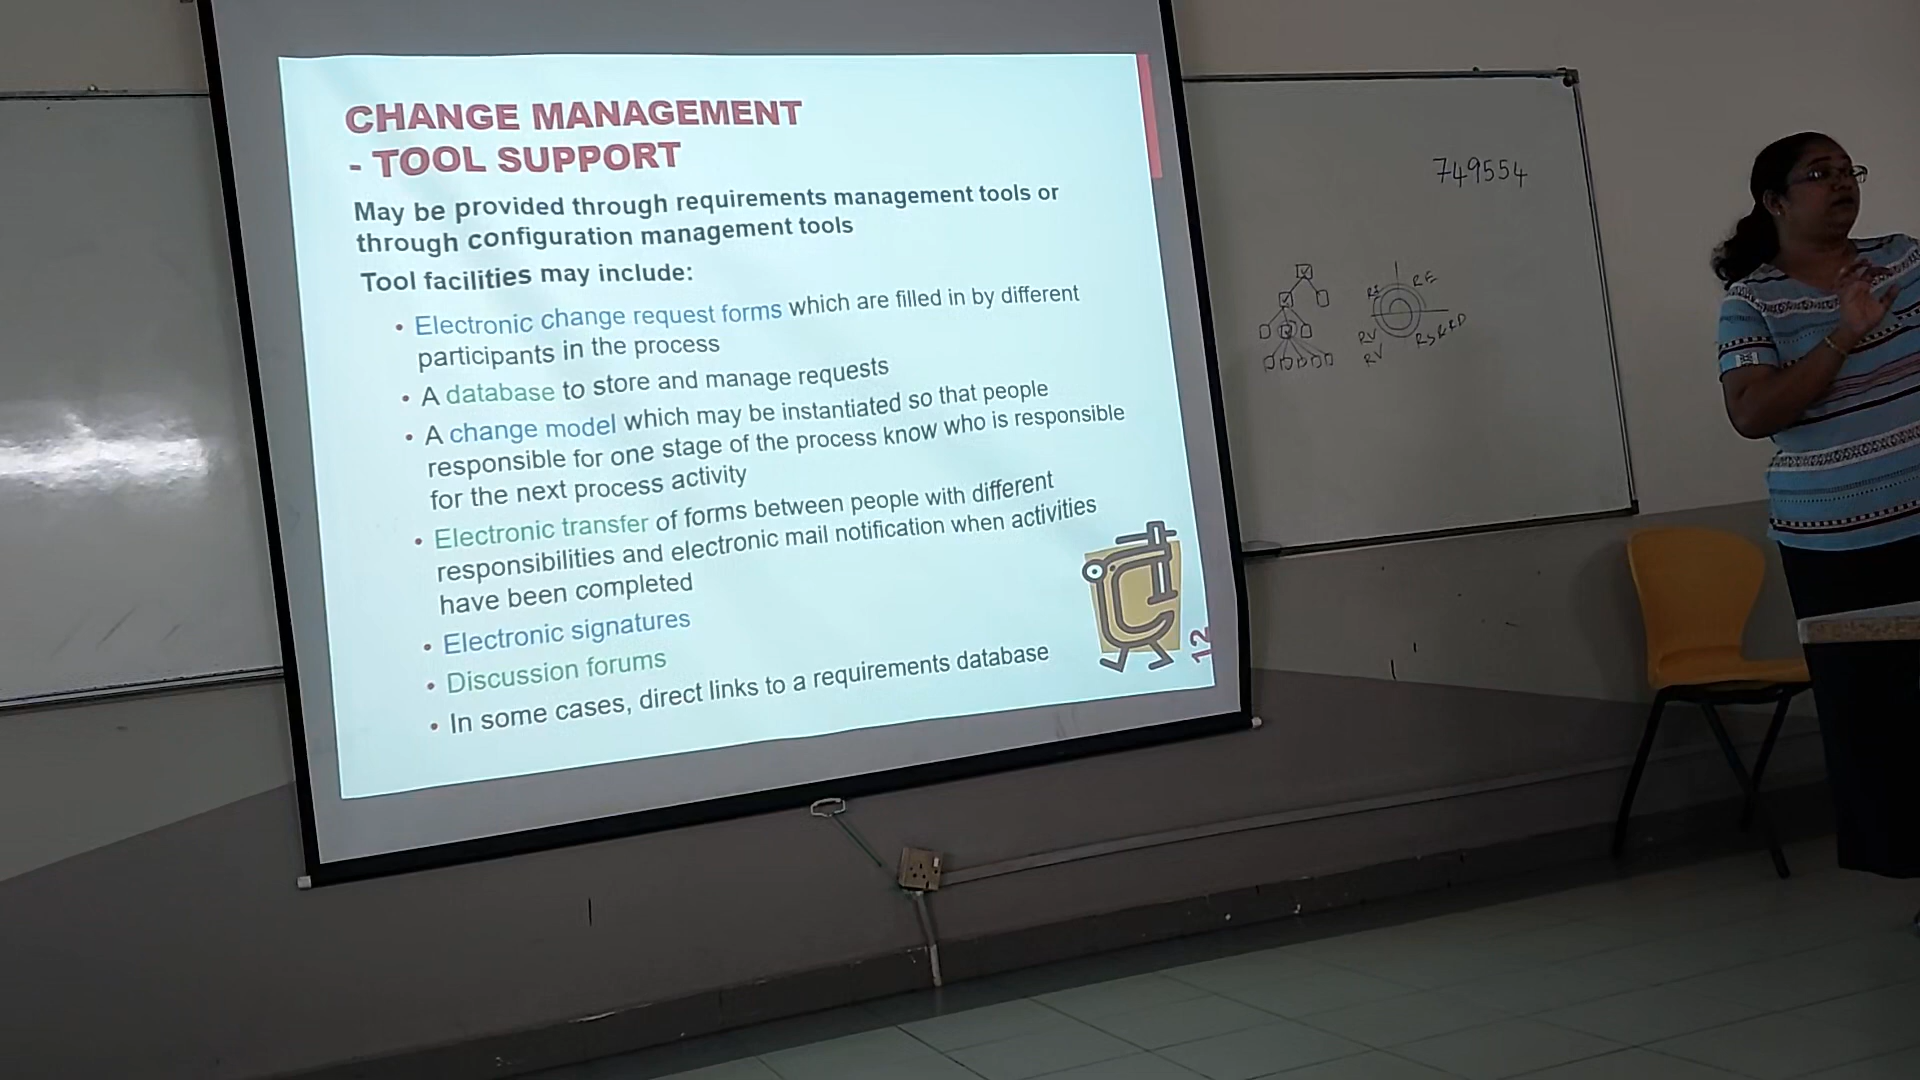 CHANGE MANAGEMENT
- TOOL SUPPORT
May be provided through requirements management tools or
through configuration management tools
Tool facilities may include:
• Electronic change request forms which are filled in by different
participants in the process
• A database to store and manage requests
• A change model which may be instantiated so that people
responsible for one stage of the process know who is responsible
for the next process activity
• Electronic transfer of forms between people with different
responsibilities and electronic mail notification when activities
have been completed
• Electronic signatures
• Discussion forums
• In some cases, direct links to a requirements database
12
749554
RE
RV
RV